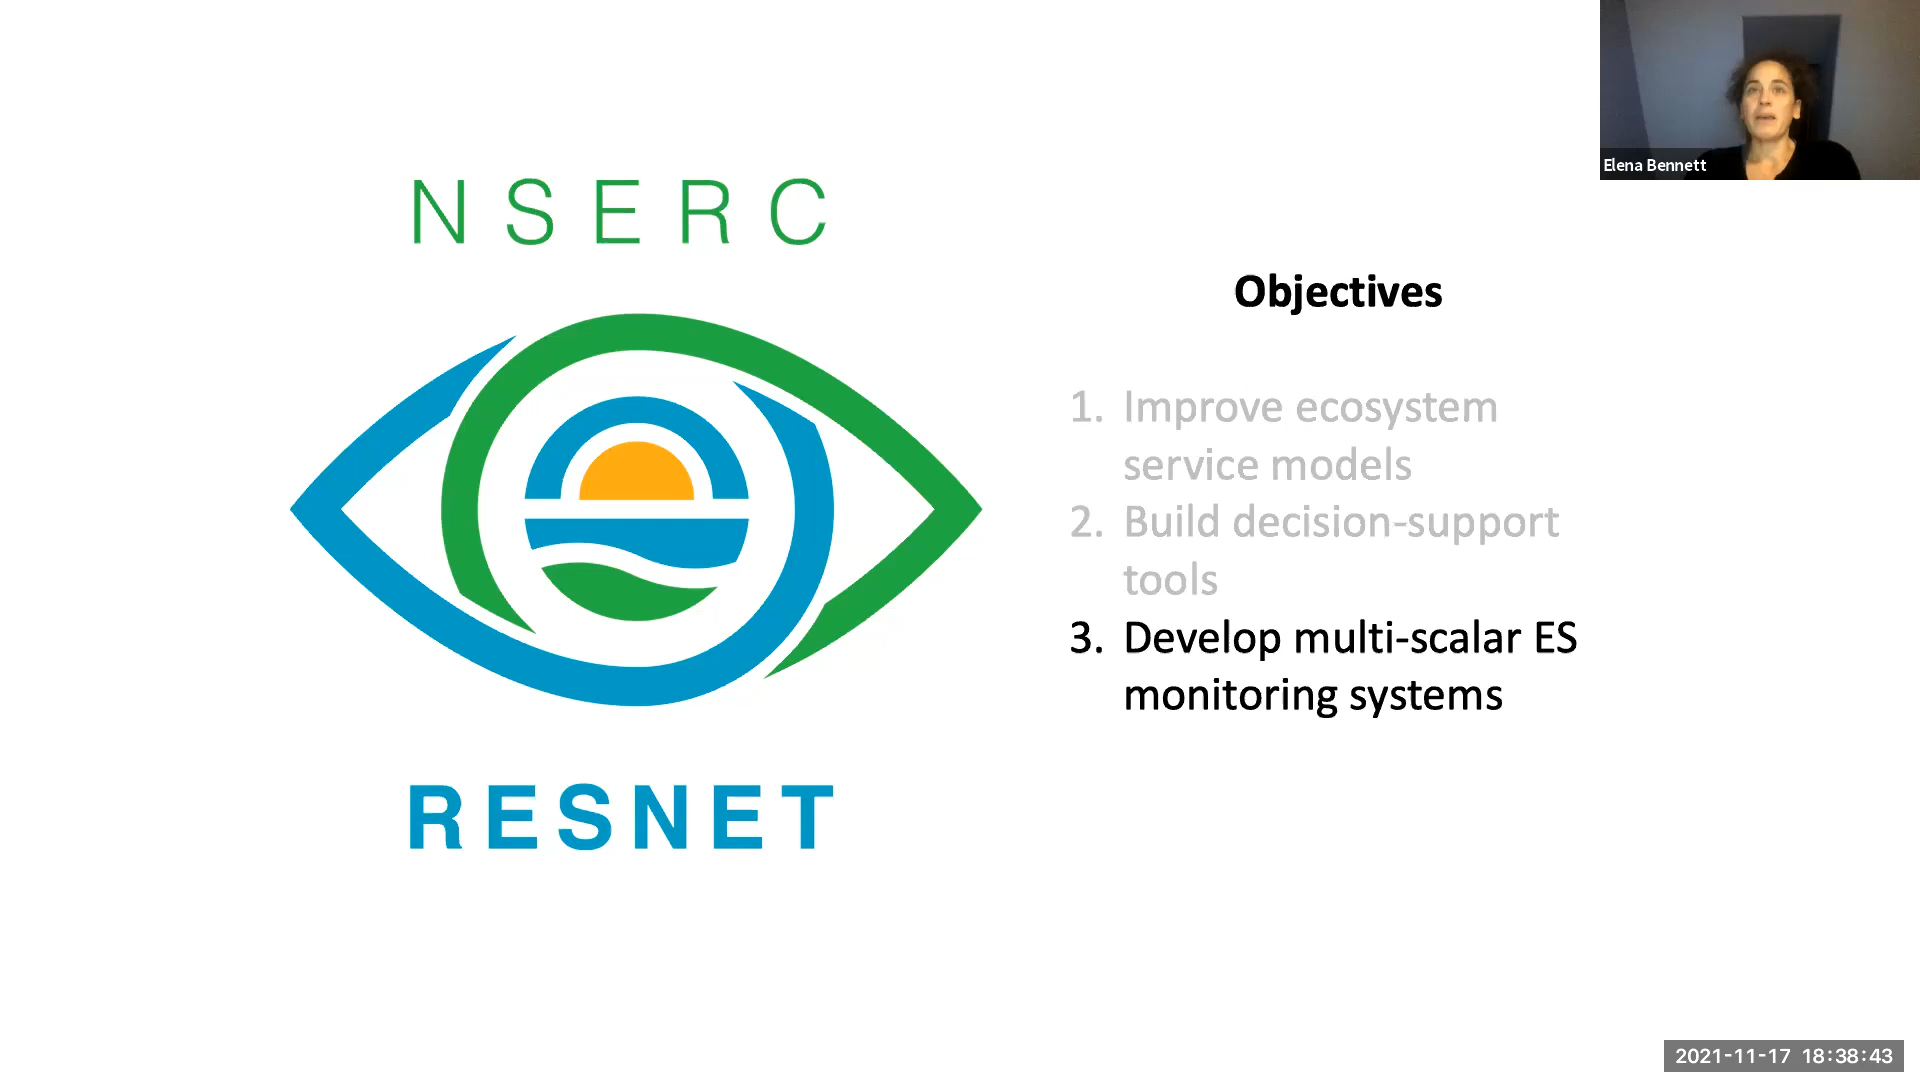 Elena Bennett
NSERC
RESNET
Objectives
1. Improve ecosystem
service models
2. Build decision-support
tools
3. Develop multi-scalar ES
monitoring systems
2021-11-17 18:38:43